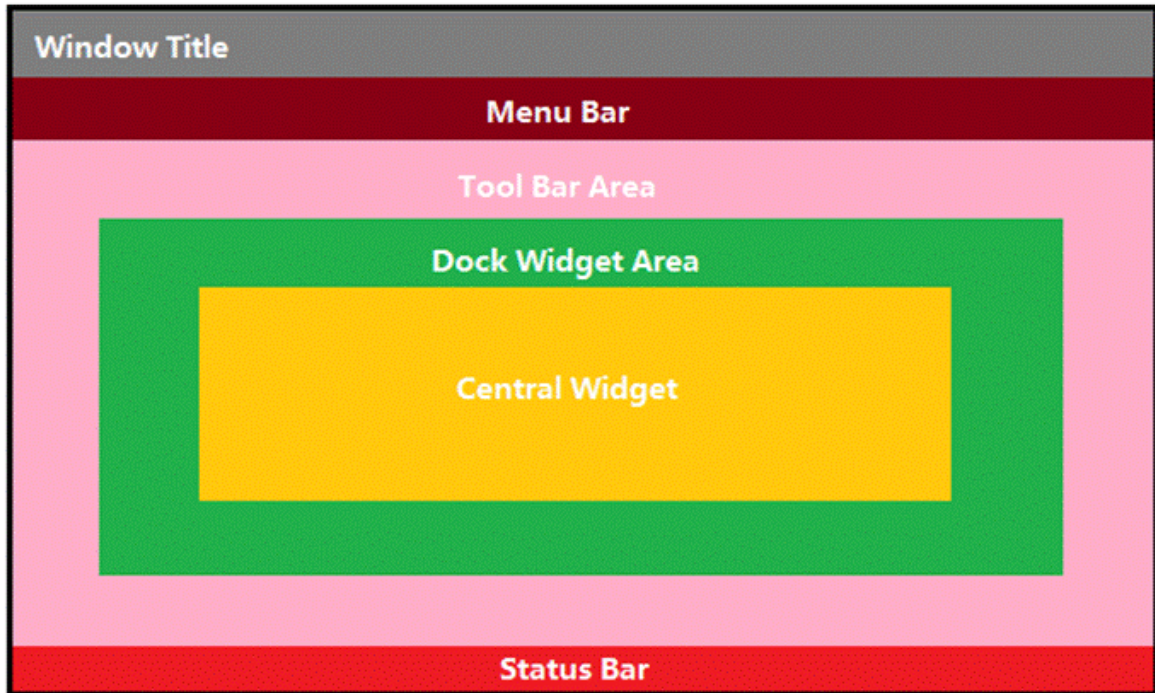 Window Title
Menu Bar
Tool Bar Area
Dock Widget Area
Central Widget
Status Bar